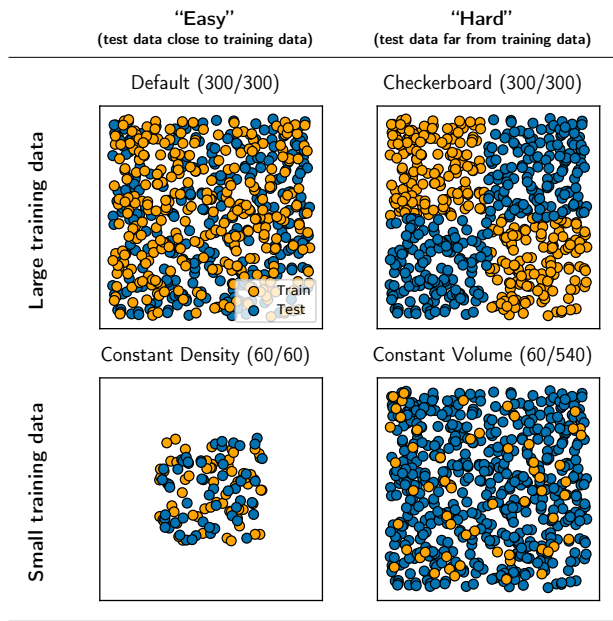 “Easy”
(test data close to training data)
“Hard”
(test data far from training data)
Large training data
Default (300/300)
Train
Test
Checkerboard (300/300)
Small training data
Constant Density (60/60)
Constant Volume (60/540)